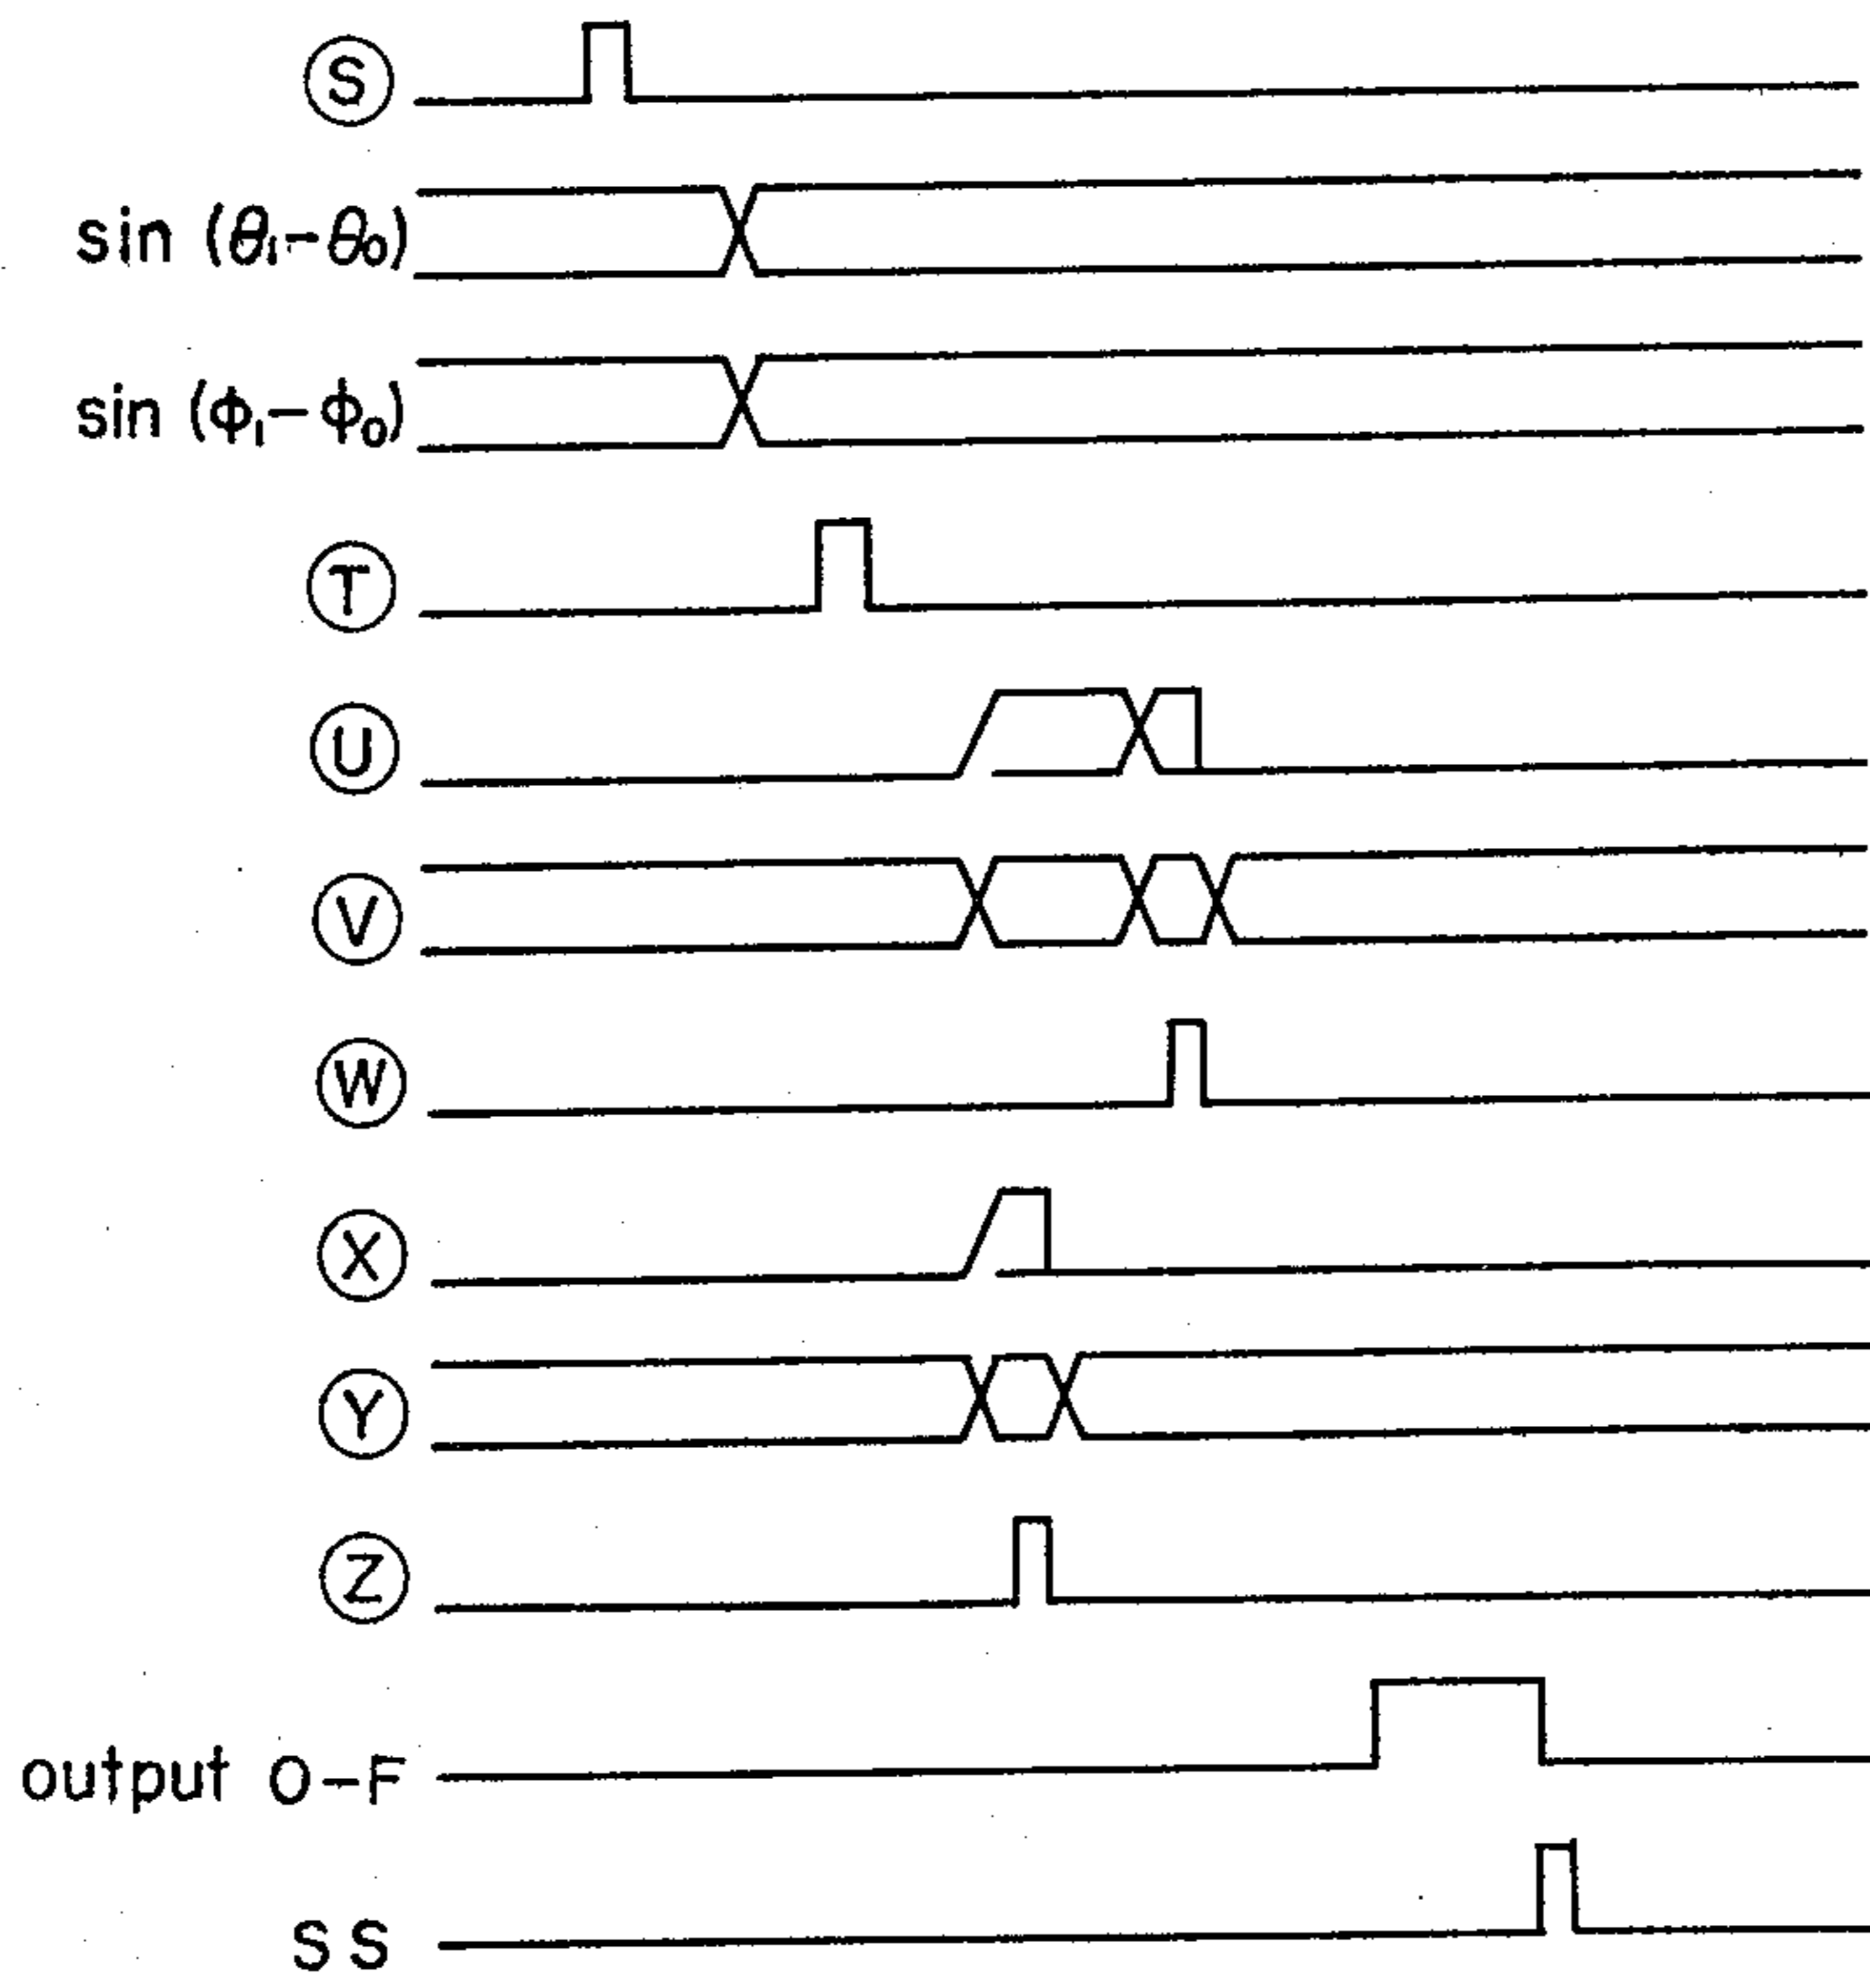 S
sin (θ₁–θ₀)
sin (ϕ₁–ϕ₀)
T
U
V
W
X
Y
Z
output O–F
SS